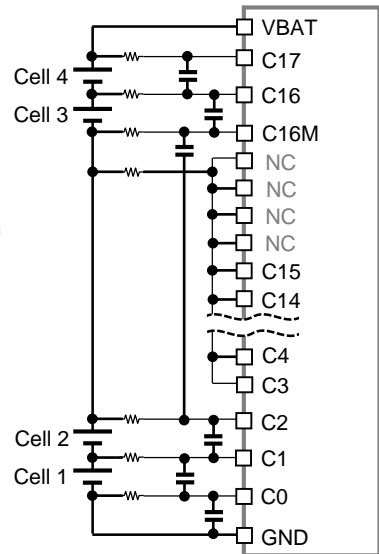 VBAT
C17
Cell 4
C16
Cell 3
C16M
NC
NC
NC
NC
C15
C14
C4
C3
C2
Cell 2
C1
Cell 1
C0
GND